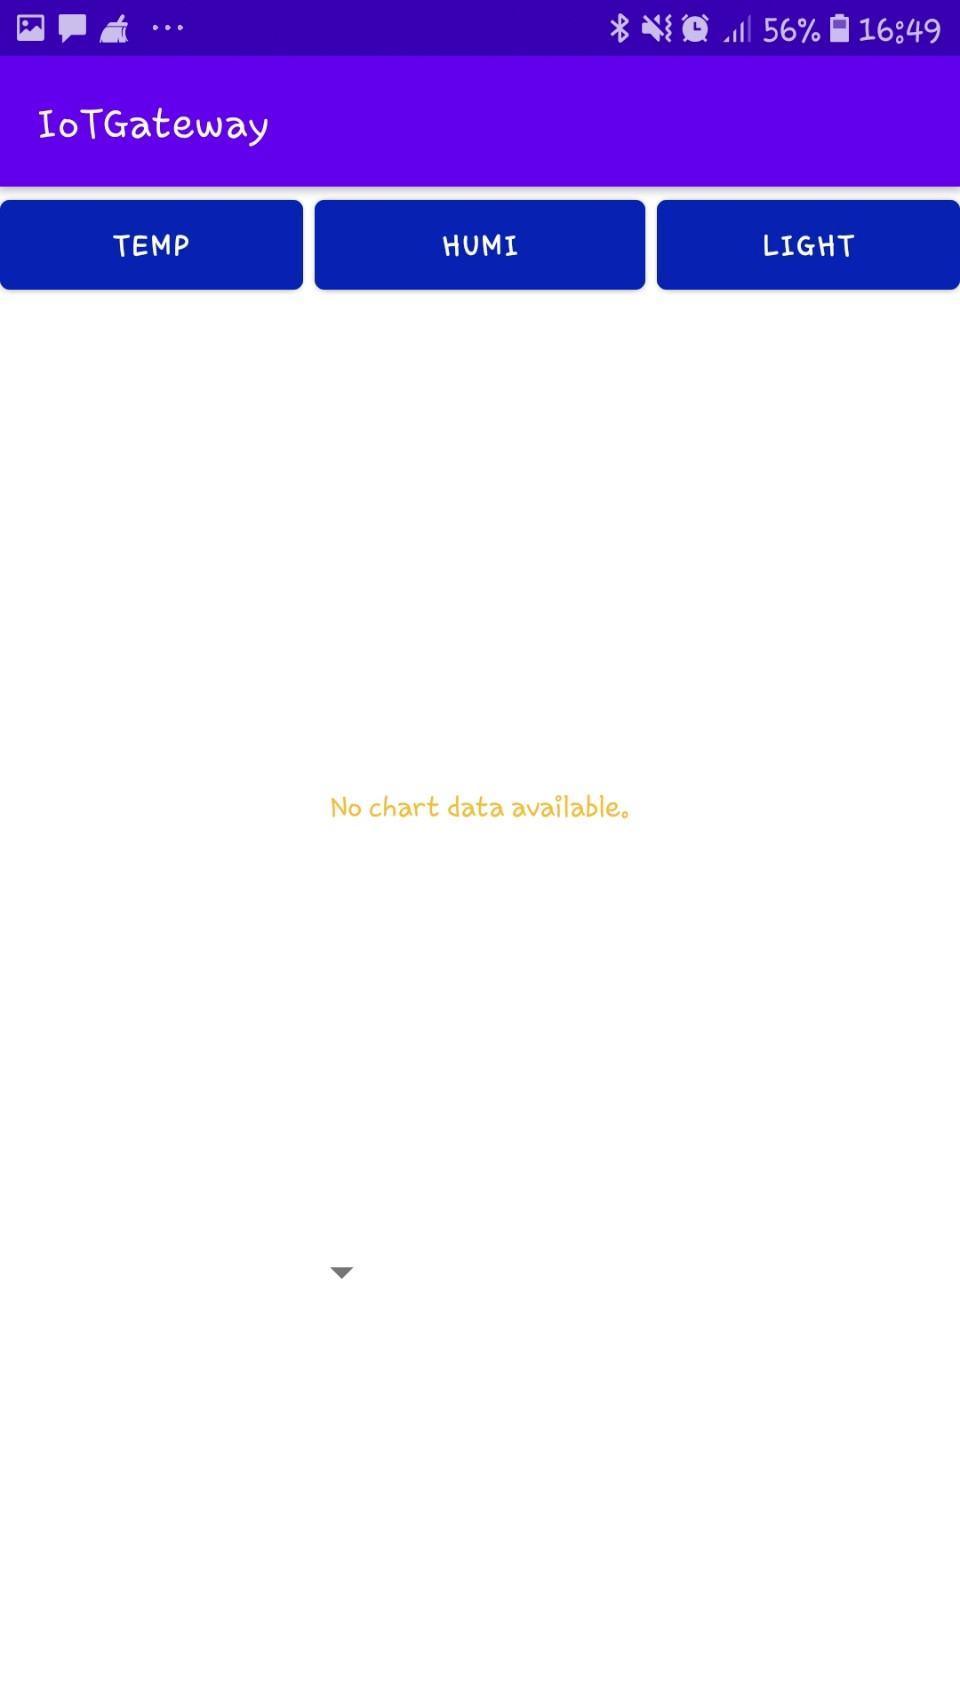 56% 16:49
IoTGateway
TEMP HUMI LIGHT
No chart data available.